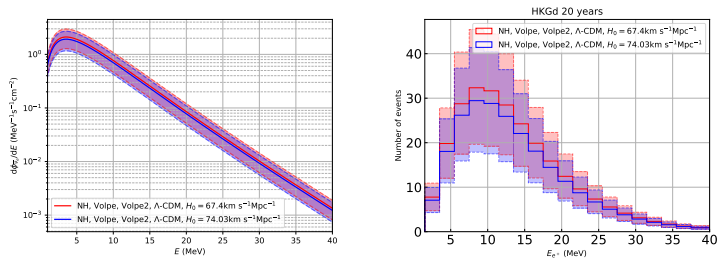 HKGd 20 years
NH, Volpe, Volpe2, Λ-CDM, H₀ = 67.4km s⁻¹Mpc⁻¹
NH, Volpe, Volpe2, Λ-CDM, H₀ = 74.03km s⁻¹Mpc⁻¹
dφᵥ/dE (MeV⁻¹s⁻¹cm⁻²)
10⁰
10⁻¹
10⁻²
10⁻³
5 10 15 20 25 30 35 40
E (MeV)
NH, Volpe, Volpe2, Λ-CDM, H₀ = 67.4km s⁻¹Mpc⁻¹
NH, Volpe, Volpe2, Λ-CDM, H₀ = 74.03km s⁻¹Mpc⁻¹
Number of events
40
30
20
10
0
5 10 15 20 25 30 35 40
Eₑ⁺ (MeV)